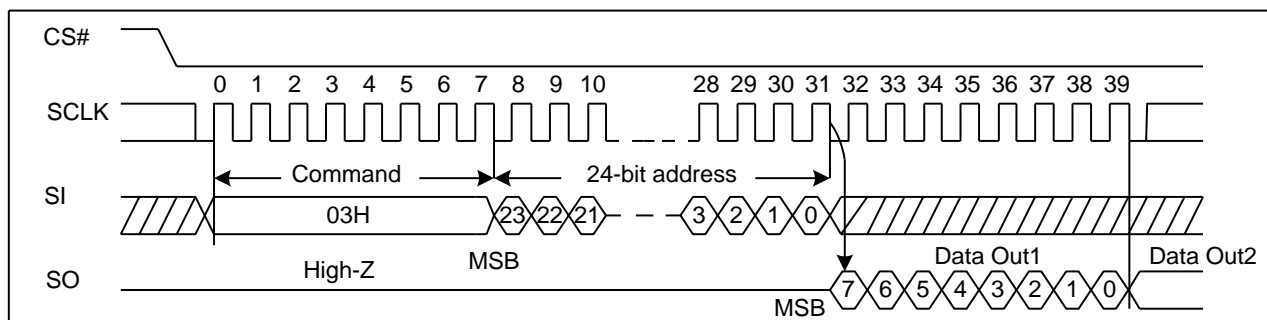 CS#
0 1 2 3 4 5 6 7 8 9 10 28 29 30 31 32 33 34 35 36 37 38 39
SCLK
Command 24-bit address
SI
03H 23 22 21 3 2 1 0
High-Z MSB Data Out1 Data Out2
SO
MSB 7 6 5 4 3 2 1 0